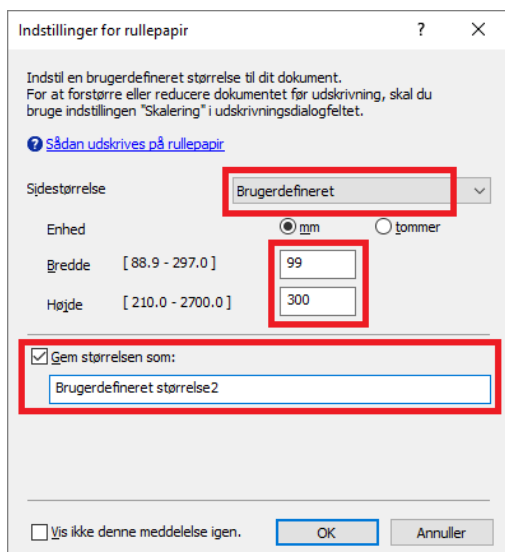 Indstillinger for rullepapir ?
Indstil en brugerdefineret størrelse til dit dokument.
For at forstørre eller reducere dokumentet før udskrivning, skal du
bruge indstillingen "Skalering" i udskrivningsdialogfeltet.
? Sådan udskrives på rullepapir
Sidestørrelse Brugerdefineret
Enhed mm tommer
Bredde [ 88.9 - 297.0 ] 99
Højde [ 210.0 - 2700.0 ] 300
Gem størrelsen som:
Brugerdefineret størrelse2
Vis ikke denne meddelelse igen. OK Annuller